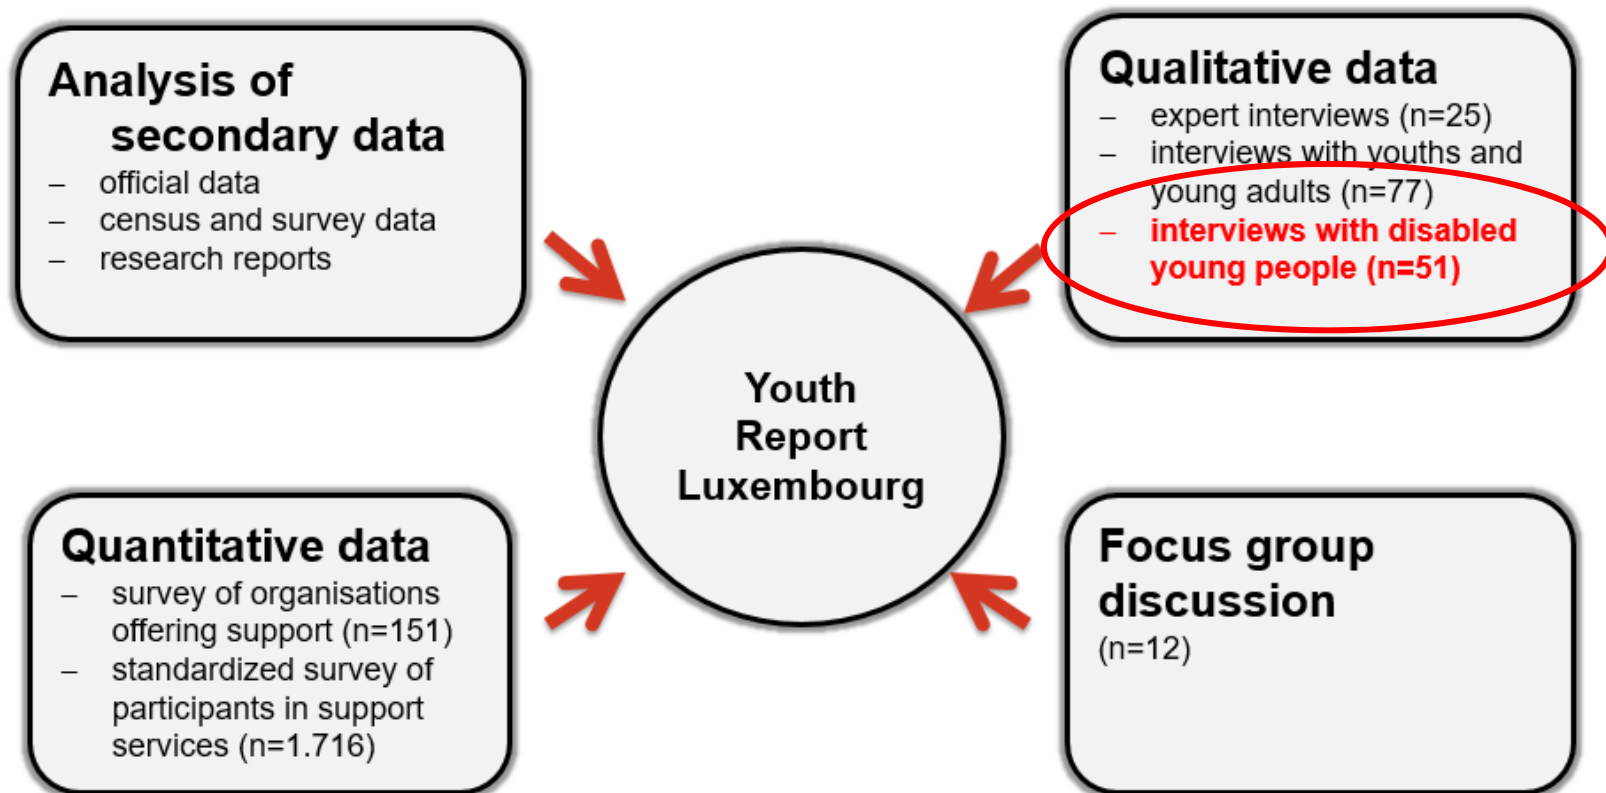 Analysis of
secondary data
– official data
– census and survey data
– research reports
Qualitative data
– expert interviews (n=25)
– interviews with youths and
young adults (n=77)
– interviews with disabled
young people (n=51)
Youth
Report
Luxembourg
Quantitative data
– survey of organisations
offering support (n=151)
– standardized survey of
participants in support
services (n=1.716)
Focus group
discussion
(n=12)